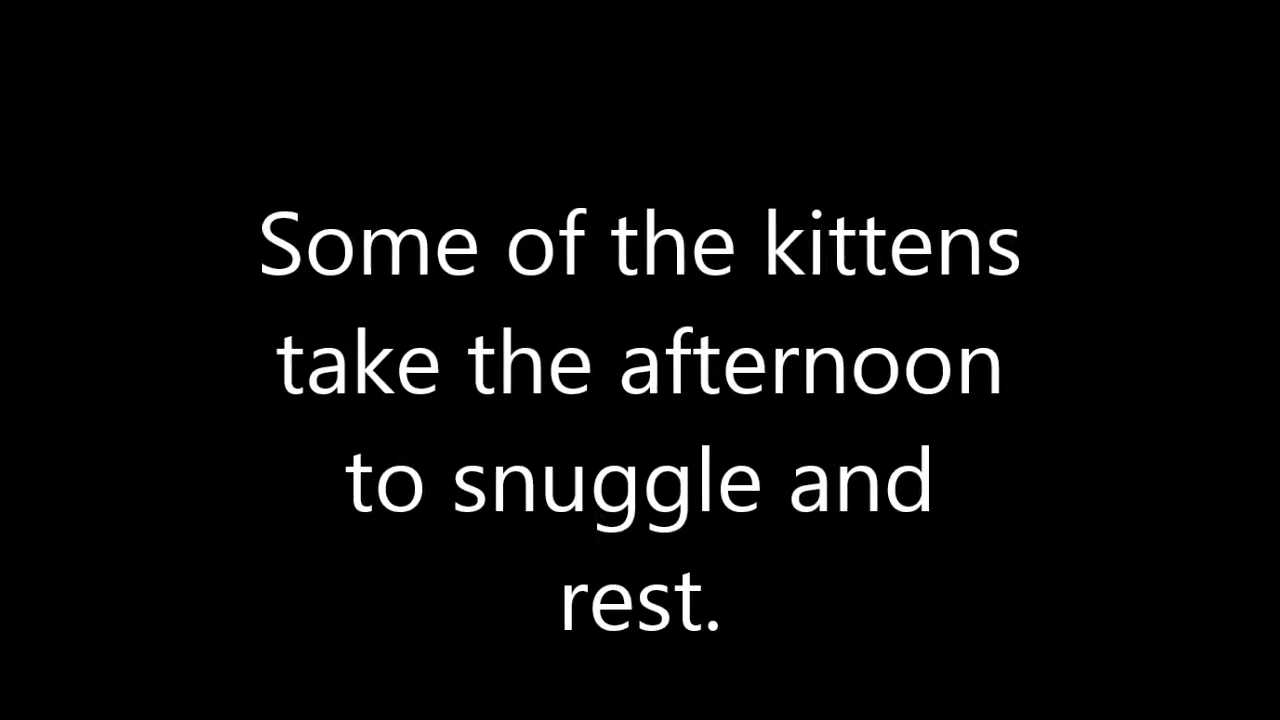 Some of the kittens
take the afternoon
to snuggle and
rest.